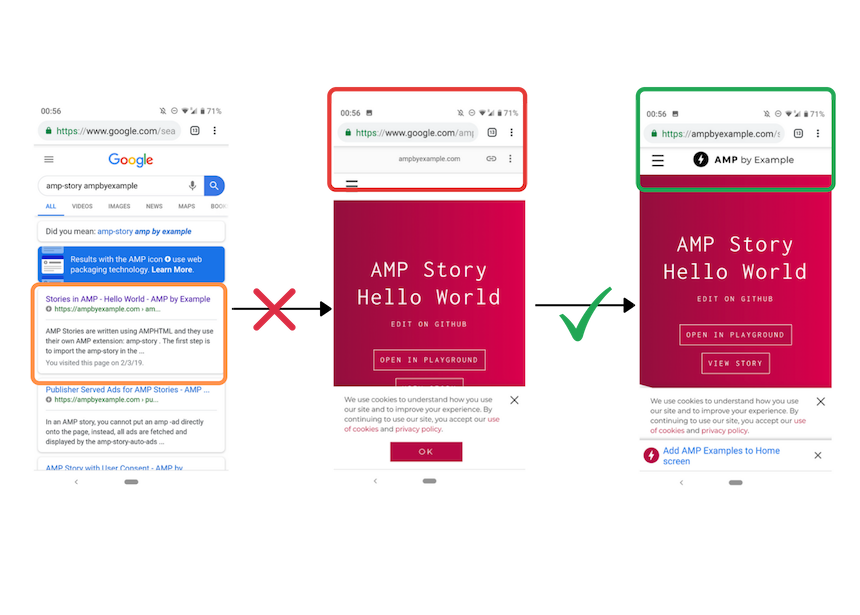 00:56
71%
https://www.google.com/sea
Google
amp-story ampbyexample
ALL VIDEOS IMAGES NEWS MAPS BOO
Did you mean: amp-story amp by example
Results with the AMP icon use web
packaging technology. Learn More.
Stories in AMP - Hello World - AMP by Example
https://ampbyexample.com › am...
AMP Stories are written using AMPHTML and they use
their own AMP extension: amp-story . The first step is
to import the amp-story in the ...
You visited this page on 2/3/19.
Publisher Served Ads for AMP Stories - AMP ...
https://ampbyexample.com › pu...
In an AMP story, you cannot put an amp -ad directly
onto the page, instead, all ads are fetched and
displayed by the amp-story-auto-ads ...
AMP Story with User Consent - AMP by
00:56
71%
https://www.google.com/amp
ampbyexample.com
AMP Story
Hello World
EDIT ON GITHUB
OPEN IN PLAYGROUND
We use cookies to understand how you use
our site and to improve your experience. By
continuing to use our site, you accept our use
of cookies and privacy policy.
OK
00:56
71%
https://ampbyexample.com/s
AMP by Example
AMP Story
Hello World
EDIT ON GITHUB
OPEN IN PLAYGROUND
VIEW STORY
We use cookies to understand how you use
our site and to improve your experience. By
continuing to use our site, you accept our use
of cookies and privacy policy.
Add AMP Examples to Home
screen